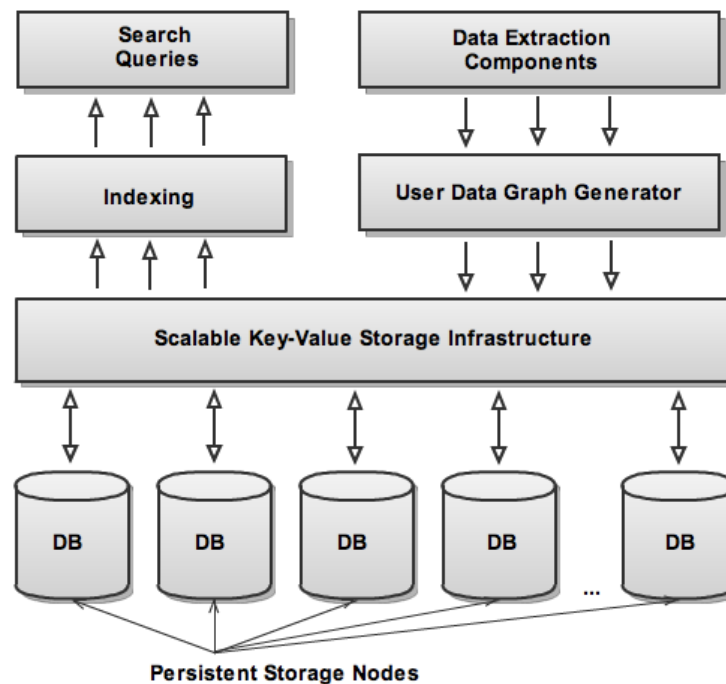 Search
Queries
Data Extraction
Components
Indexing
User Data Graph Generator
Scalable Key-Value Storage Infrastructure
DB
DB
DB
DB
...
DB
Persistent Storage Nodes